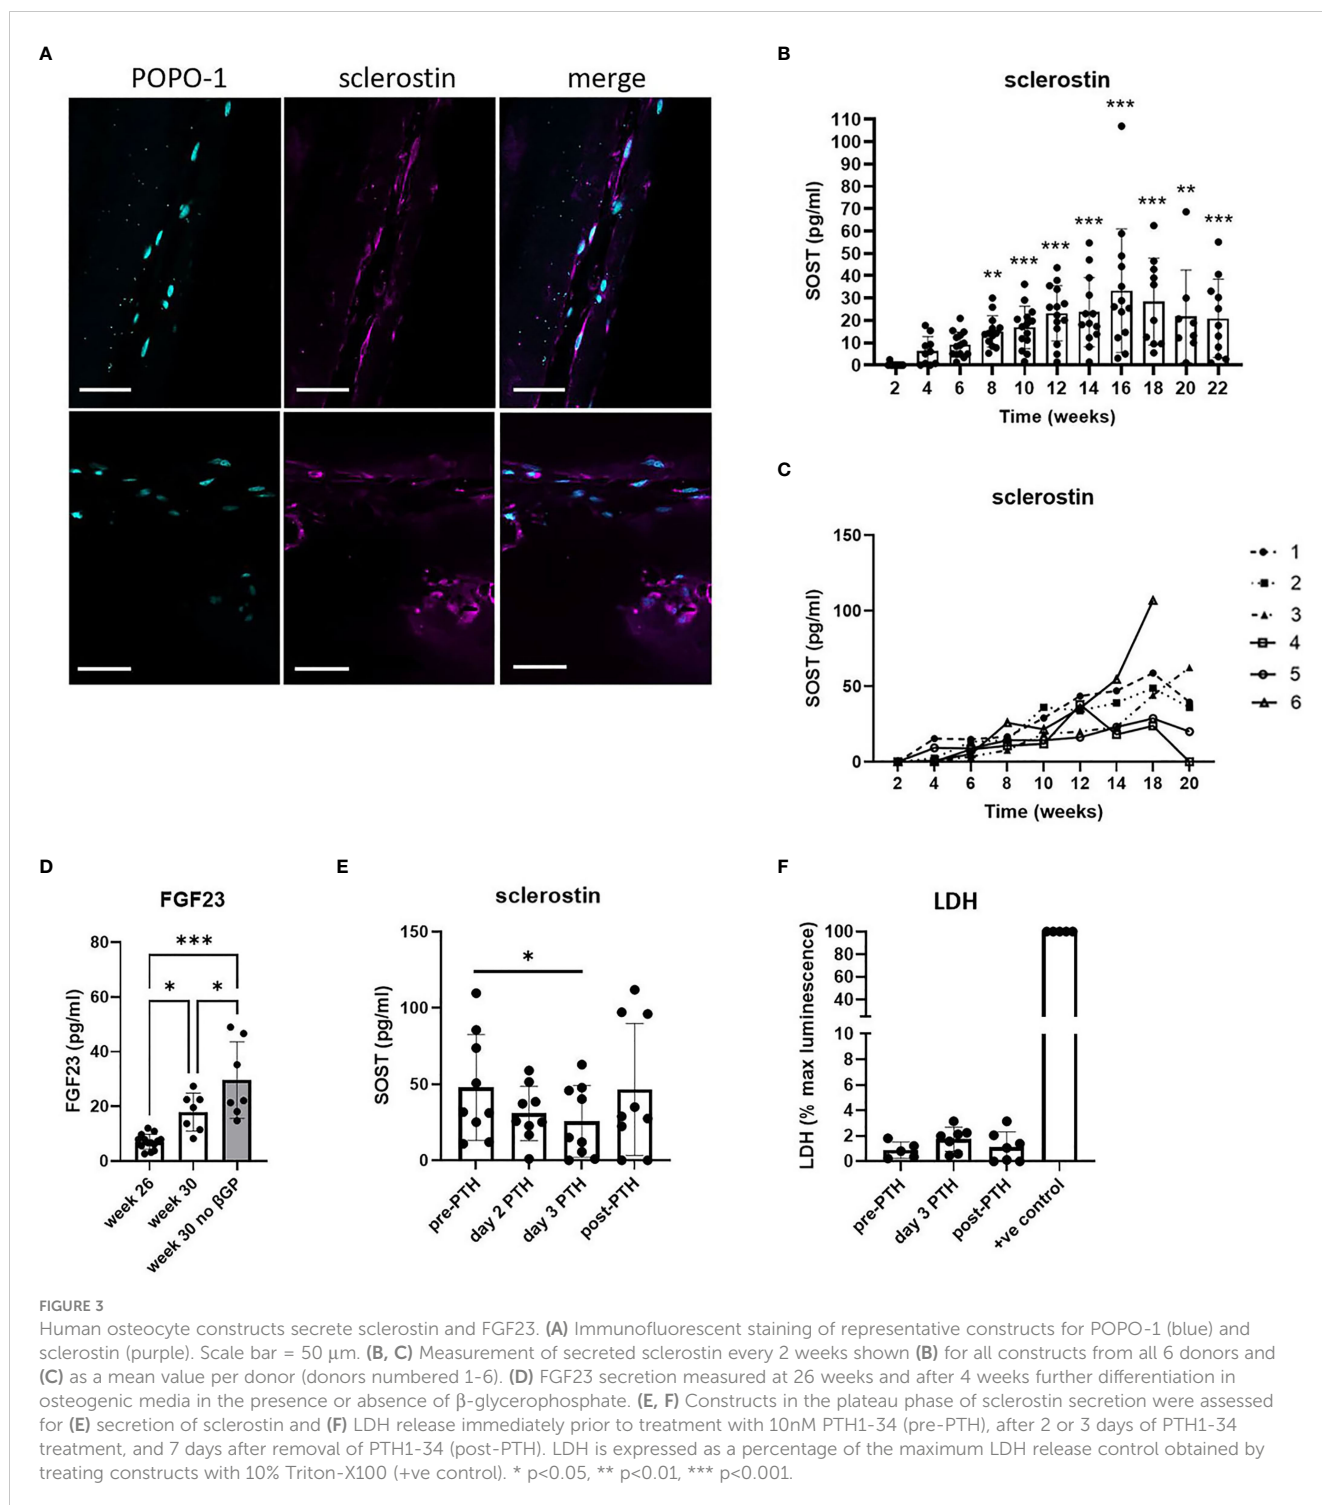 A
POPO-1 sclerostin merge
B
sclerostin
SOST (pg/ml)
110
100
90
80
70
60
50
40
30
20
10
0
** *** *** *** *** *** ** ***
2 4 6 8 10 12 14 16 18 20 22
Time (weeks)
C
sclerostin
SOST (pg/ml)
150
100
50
0
2 4 6 8 10 12 14 18 20
Time (weeks)
1
2
3
4
5
6
D
FGF23
FGF23 (pg/ml)
80
60
40
20
0
***
* *
week 26
week 30
week 30 no βGP
E
sclerostin
SOST (pg/ml)
150
100
50
0
*
pre-PTH
day 2 PTH
day 3 PTH
post-PTH
F
LDH
LDH (% max luminescence)
100
80
60
40
10
8
6
4
2
0
pre-PTH
day 3 PTH
post-PTH
+ve control
FIGURE 3
Human osteocyte constructs secrete sclerostin and FGF23. (A) Immunofluorescent staining of representative constructs for POPO-1 (blue) and
sclerostin (purple). Scale bar = 50 μm. (B, C) Measurement of secreted sclerostin every 2 weeks shown (B) for all constructs from all 6 donors and
(C) as a mean value per donor (donors numbered 1-6). (D) FGF23 secretion measured at 26 weeks and after 4 weeks further differentiation in
osteogenic media in the presence or absence of β-glycerophosphate. (E, F) Constructs in the plateau phase of sclerostin secretion were assessed
for (E) secretion of sclerostin and (F) LDH release immediately prior to treatment with 10nM PTH1-34 (pre-PTH), after 2 or 3 days of PTH1-34
treatment, and 7 days after removal of PTH1-34 (post-PTH). LDH is expressed as a percentage of the maximum LDH release control obtained by
treating constructs with 10% Triton-X100 (+ve control). * p<0.05, ** p<0.01, *** p<0.001.